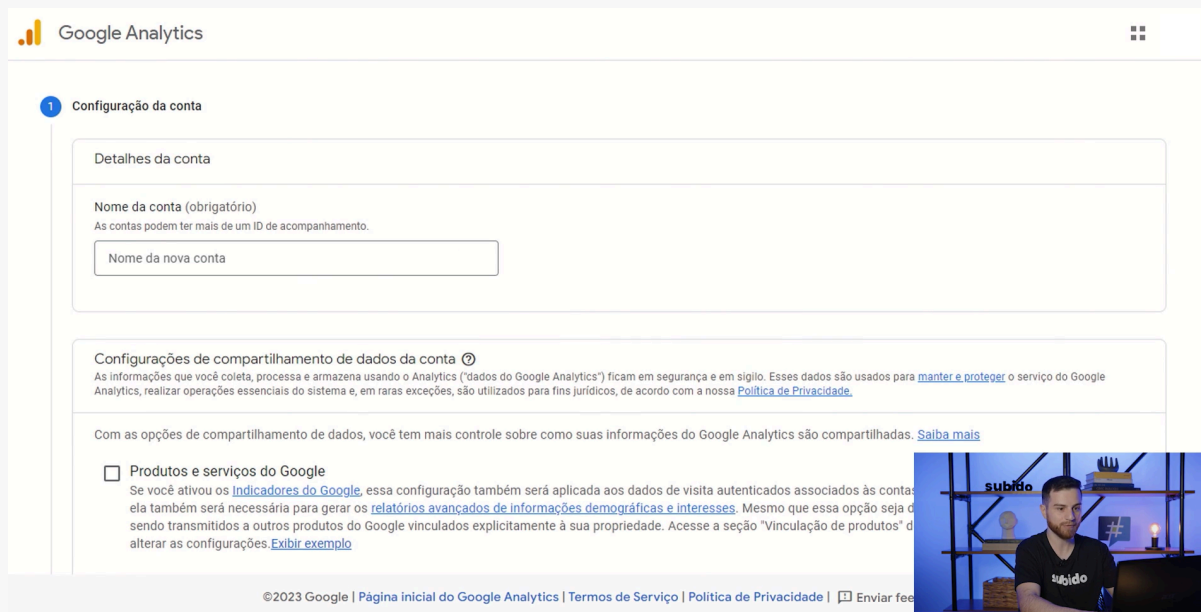 Google Analytics
1 Configuração da conta
Detalhes da conta
Nome da conta (obrigatório)
As contas podem ter mais de um ID de acompanhamento.
Nome da nova conta
Configurações de compartilhamento de dados da conta
As informações que você coleta, processa e armazena usando o Analytics ("dados do Google Analytics") ficam em segurança e em sigilo. Esses dados são usados para manter e proteger o serviço do Google
Analytics, realizar operações essenciais do sistema e, em raras exceções, são utilizados para fins jurídicos, de acordo com a nossa Política de Privacidade.
Com as opções de compartilhamento de dados, você tem mais controle sobre como suas informações do Google Analytics são compartilhadas. Saiba mais
Produtos e serviços do Google
Se você ativou os Indicadores do Google, essa configuração também será aplicada aos dados de visita autenticados associados às contas
ela também será necessária para gerar os relatórios avançados de informações demográficas e interesses. Mesmo que essa opção seja d
sendo transmitidos a outros produtos do Google vinculados explicitamente à sua propriedade. Acesse a seção "Vinculação de produtos" d
alterar as configurações.Exibir exemplo
©2023 Google | Página inicial do Google Analytics | Termos de Serviço | Política de Privacidade | Enviar fee
subido
#
subido